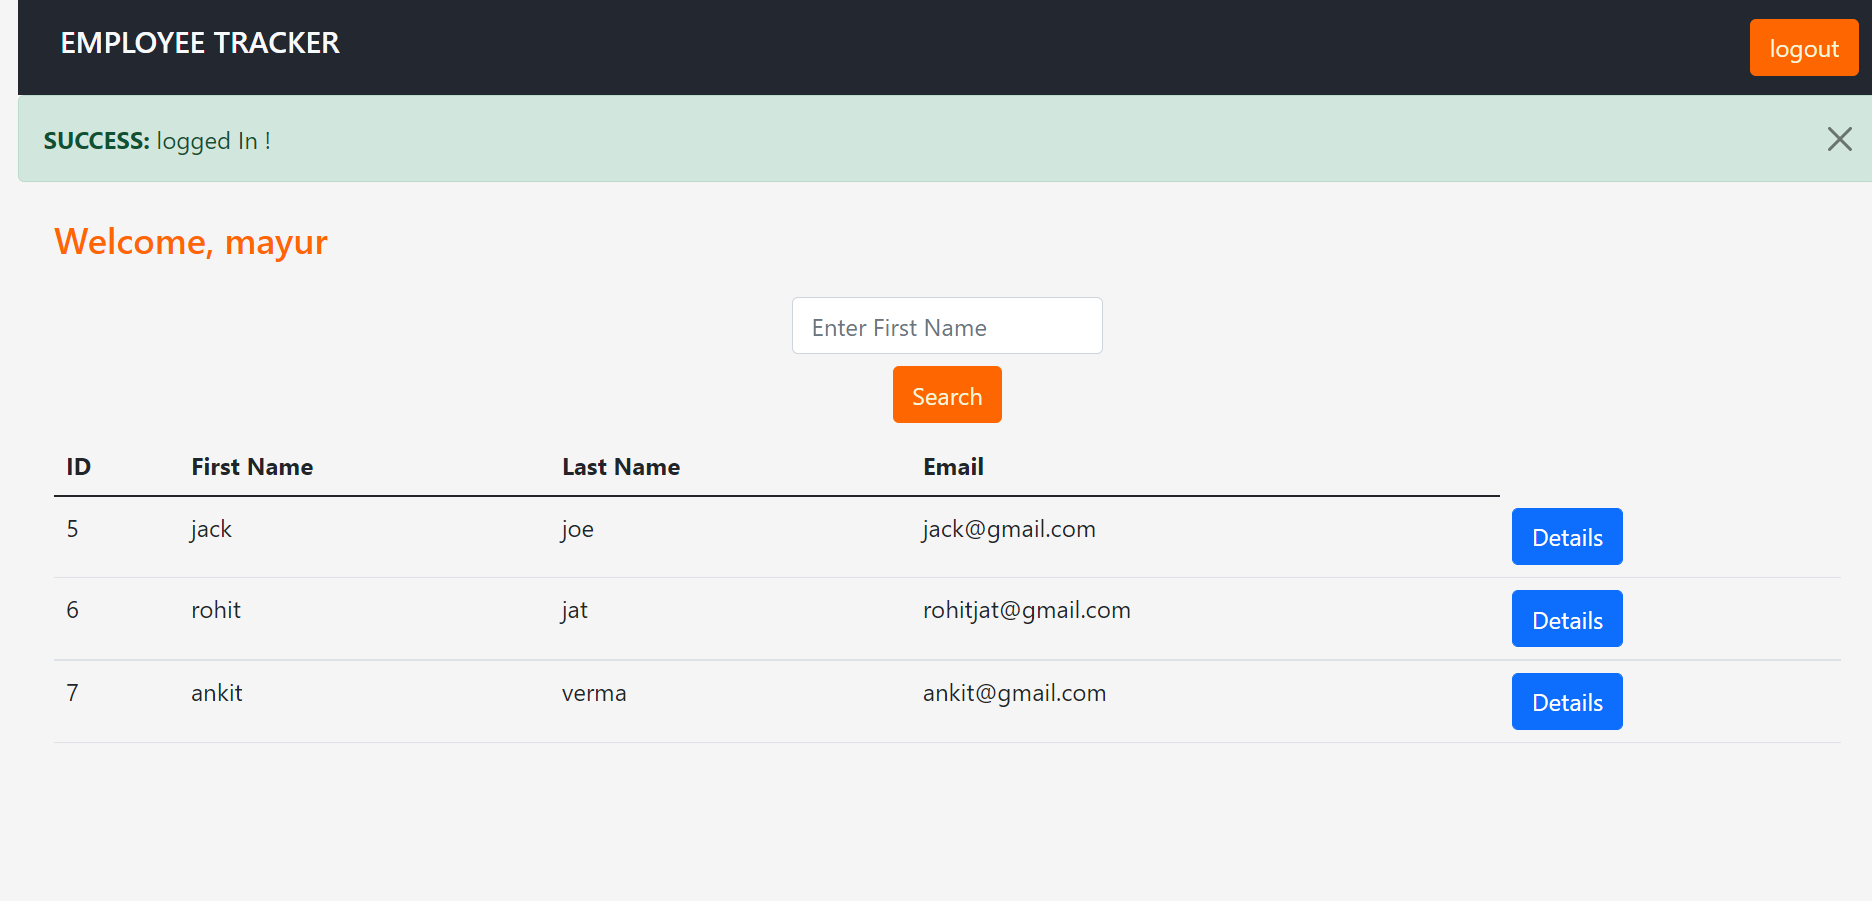 EMPLOYEE TRACKER
logout
SUCCESS: logged In !
Welcome, mayur
Enter First Name
Search
ID First Name Last Name Email
5 jack joe jack@gmail.com Details
6 rohit jat rohitjat@gmail.com Details
7 ankit verma ankit@gmail.com Details